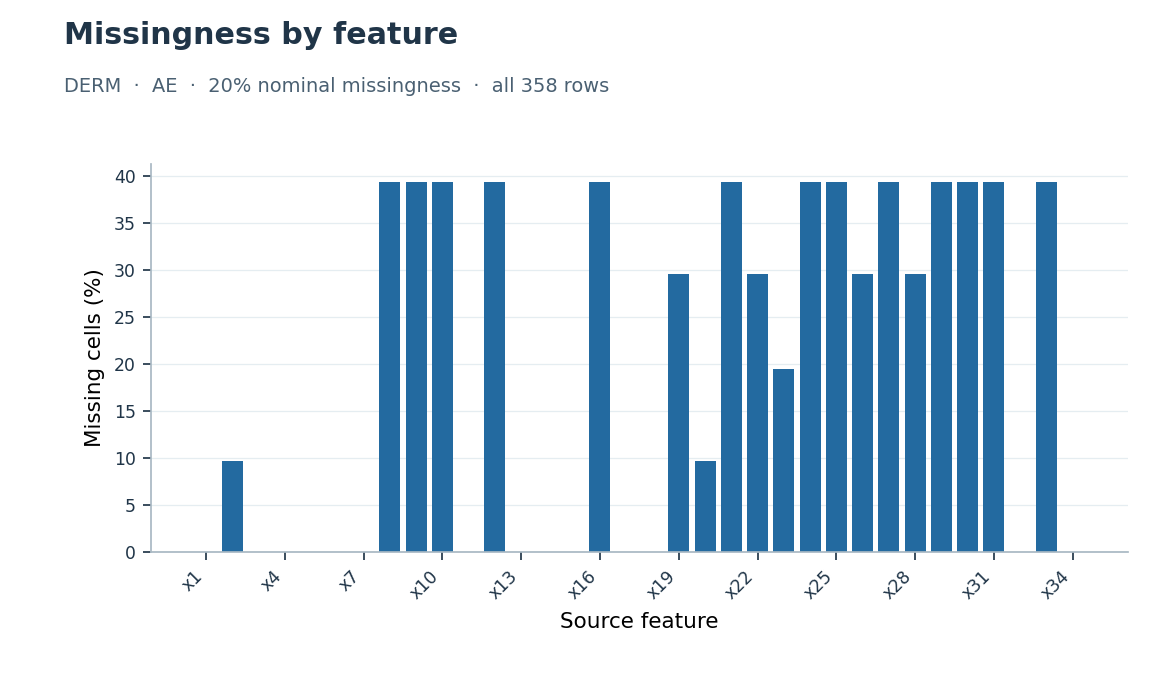 Missingness by feature
DERM · AE · 20% nominal missingness · all 358 rows
40
35
30
25
20
15
10
5
0
Missing cells (%)
x1 x4 x7 x10 x13 x16 x19 x22 x25 x28 x31 x34
Source feature